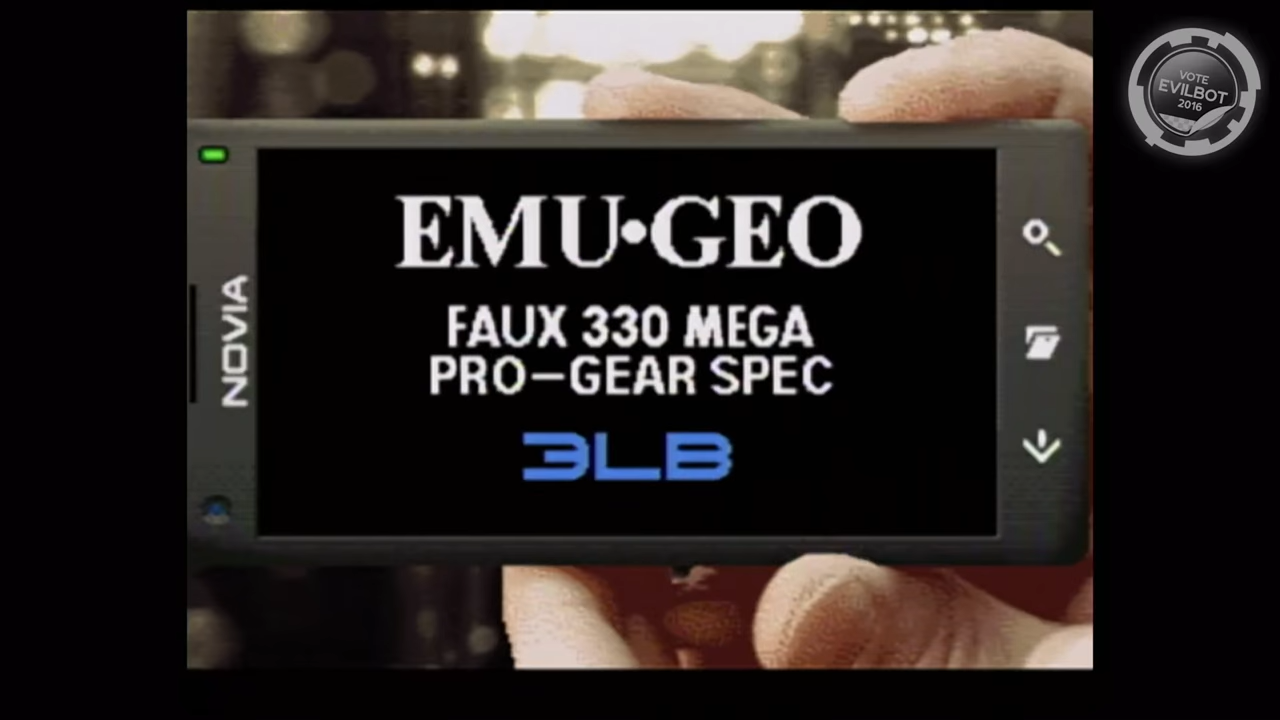 EMU•GEO
FAUX 330 MEGA
PRO-GEAR SPEC
3LB
NOVIA
VOTE
EVILBOT
2016